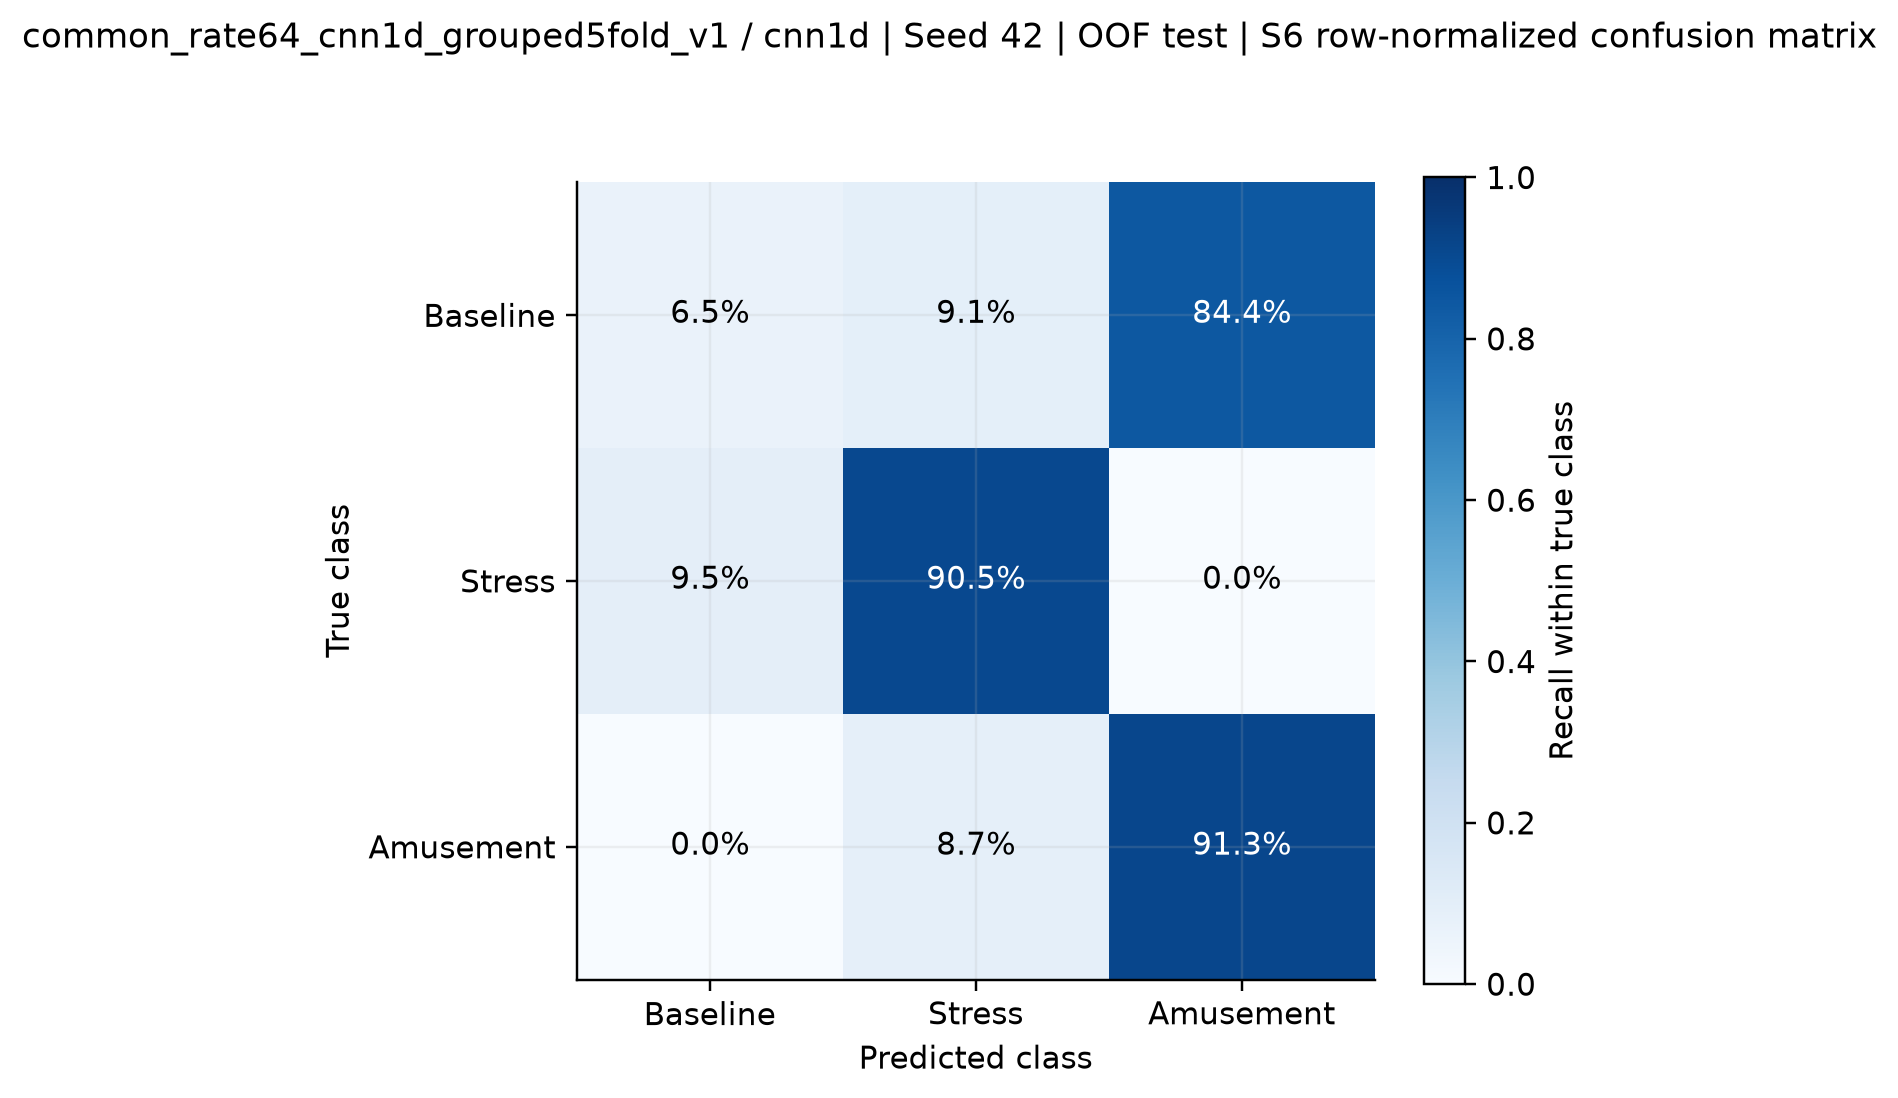 common_rate64_cnn1d_grouped5fold_v1 / cnn1d | Seed 42 | OOF test | S6 row-normalized confusion matrix
True class
Baseline
6.5%
9.1%
84.4%
Stress
9.5%
90.5%
0.0%
Amusement
0.0%
8.7%
91.3%
Baseline
Stress
Amusement
Predicted class
1.0
0.8
0.6
0.4
0.2
0.0
Recall within true class